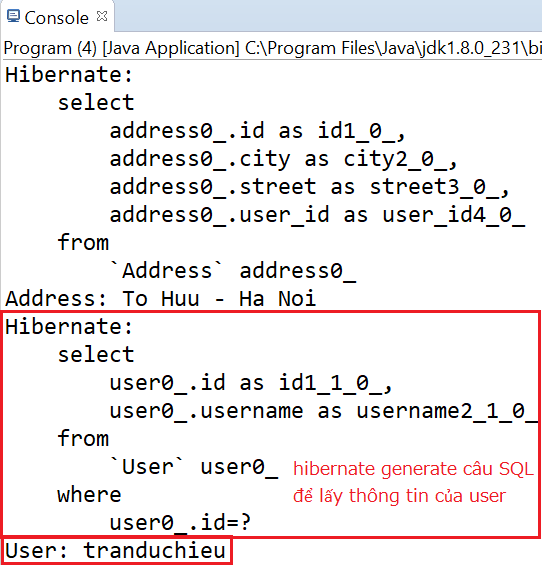 Console
Program (4) [Java Application] C:\Program Files\Java\jdk1.8.0_231\bi
Hibernate:
    select
        address0_.id as id1_0_,
        address0_.city as city2_0_,
        address0_.street as street3_0_,
        address0_.user_id as user_id4_0_
    from
        `Address` address0_
Address: To Huu - Ha Noi
Hibernate:
    select
        user0_.id as id1_1_0_,
        user0_.username as username2_1_0_
    from
        `User` user0_
hibernate generate câu SQL
để lấy thông tin của user
    where
        user0_.id=?
User: tranduchieu